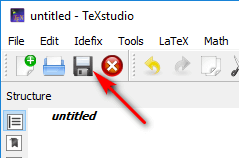 untitled - TeXstudio
File Edit Idefix Tools LaTeX Math
Structure
untitled